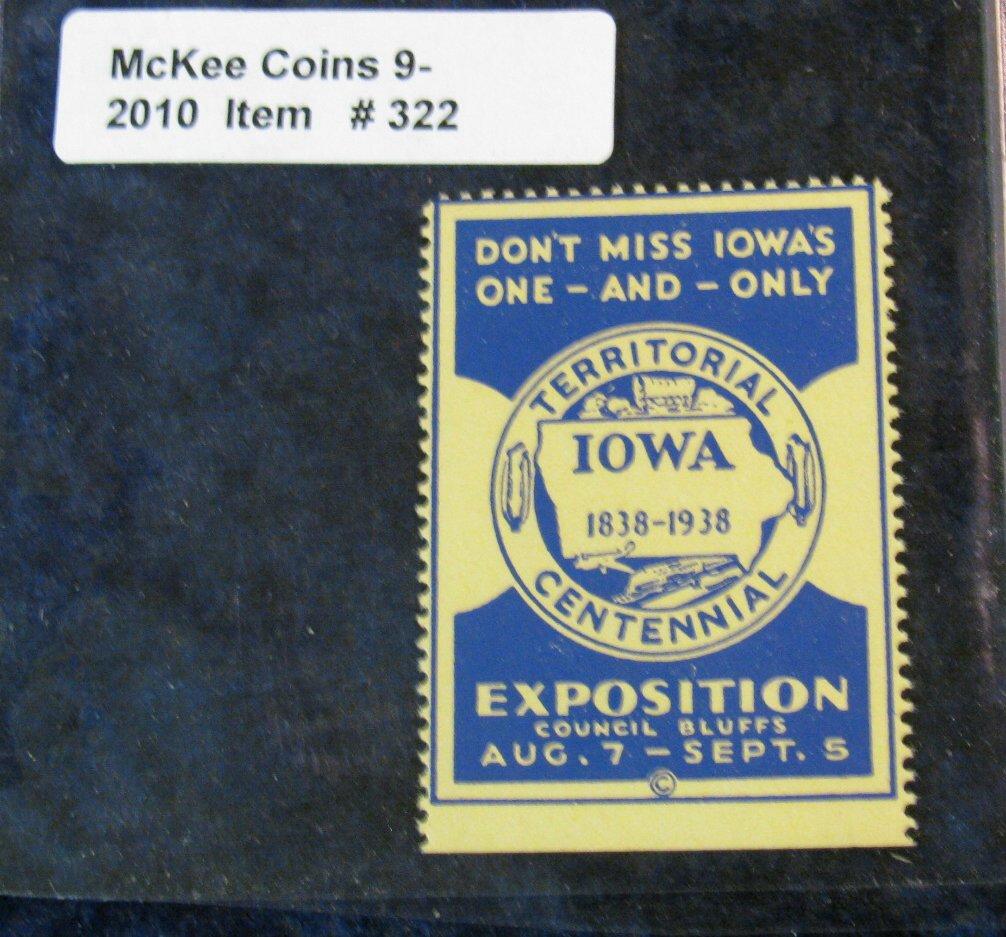 McKee Coins 9-
2010 Item # 322
DON'T MISS IOWA'S
ONE – AND – ONLY
TERRITORIAL
IOWA
1838-1938
CENTENNIAL
EXPOSITION
COUNCIL BLUFFS
AUG. 7 – SEPT. 5
©